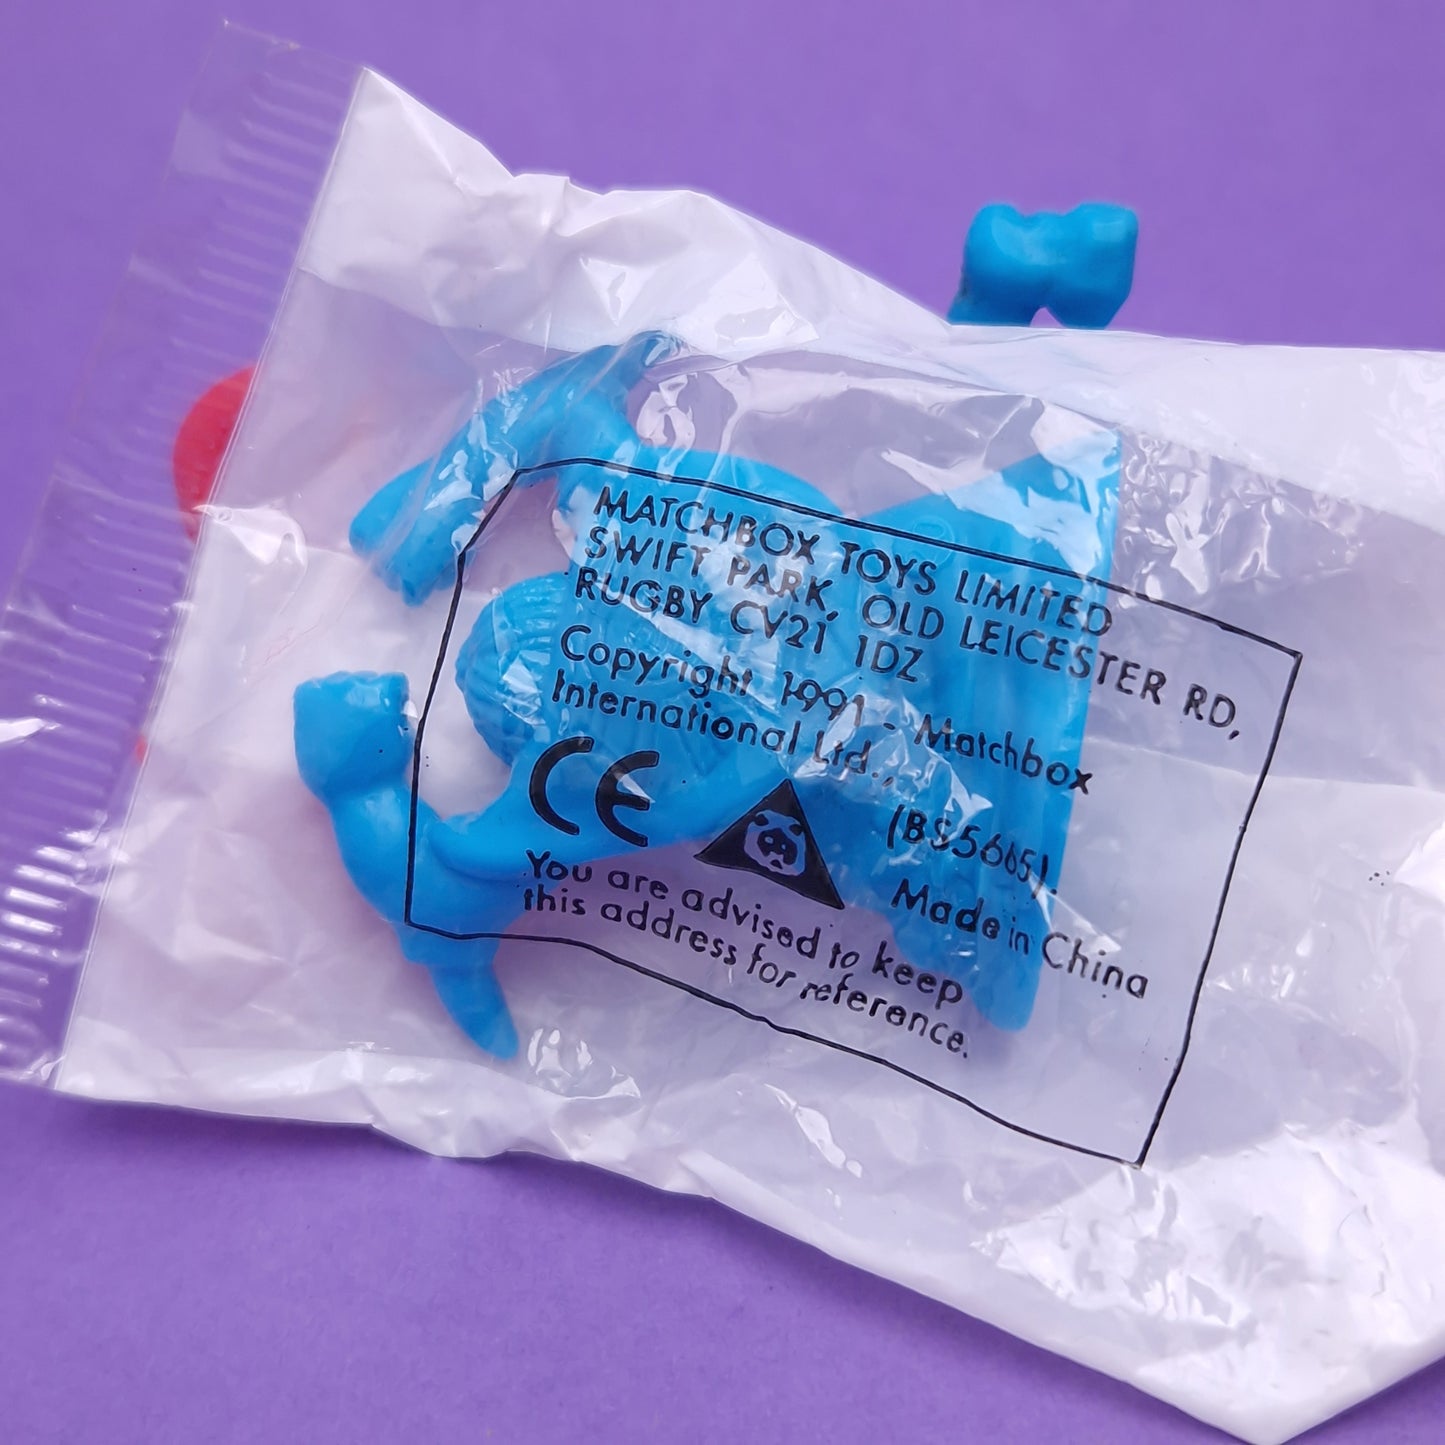 MATCHBOX TOYS LIMITED
SWIFT PARK, OLD LEICESTER RD,
RUGBY CV21 1DZ
Copyright 1991 - Matchbox
International Ltd.,
CE
(BS5665).
Made in China
You are advised to keep
this address for reference.